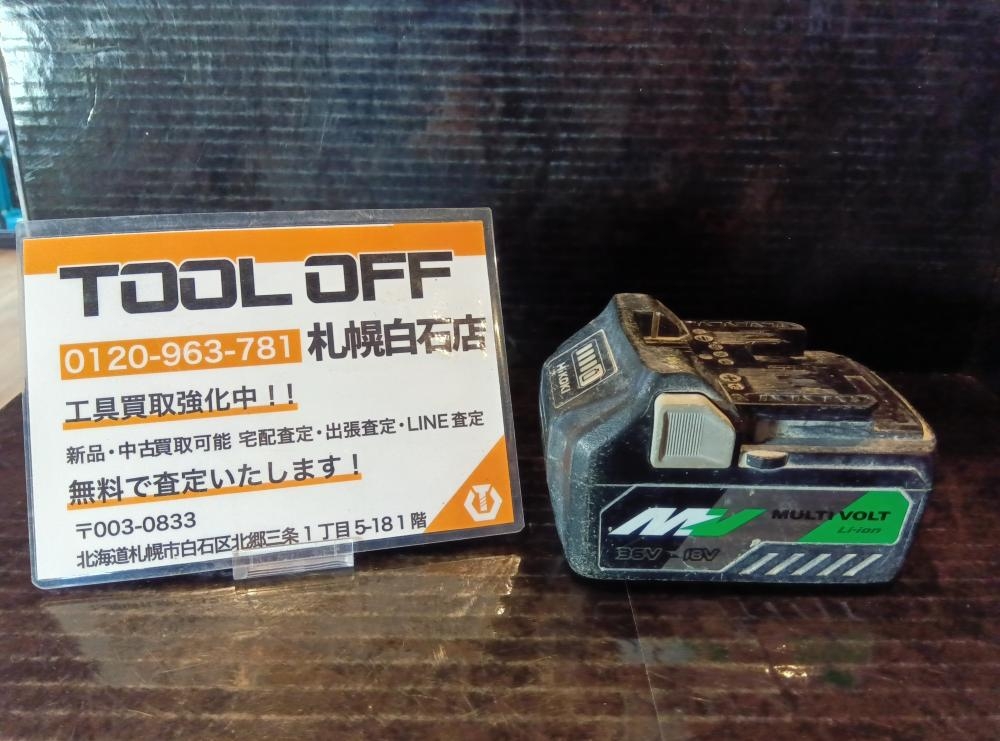 TOOL OFF
0120-963-781 札幌白石店
工具買取強化中!!
新品・中古買取可能 宅配査定・出張査定・LINE査定
無料で査定いたします!
〒003-0833
北海道札幌市白石区北郷三条1丁目5-18 1階
HiKOKI
MV MULTI VOLT
Li-ion
36V 18V